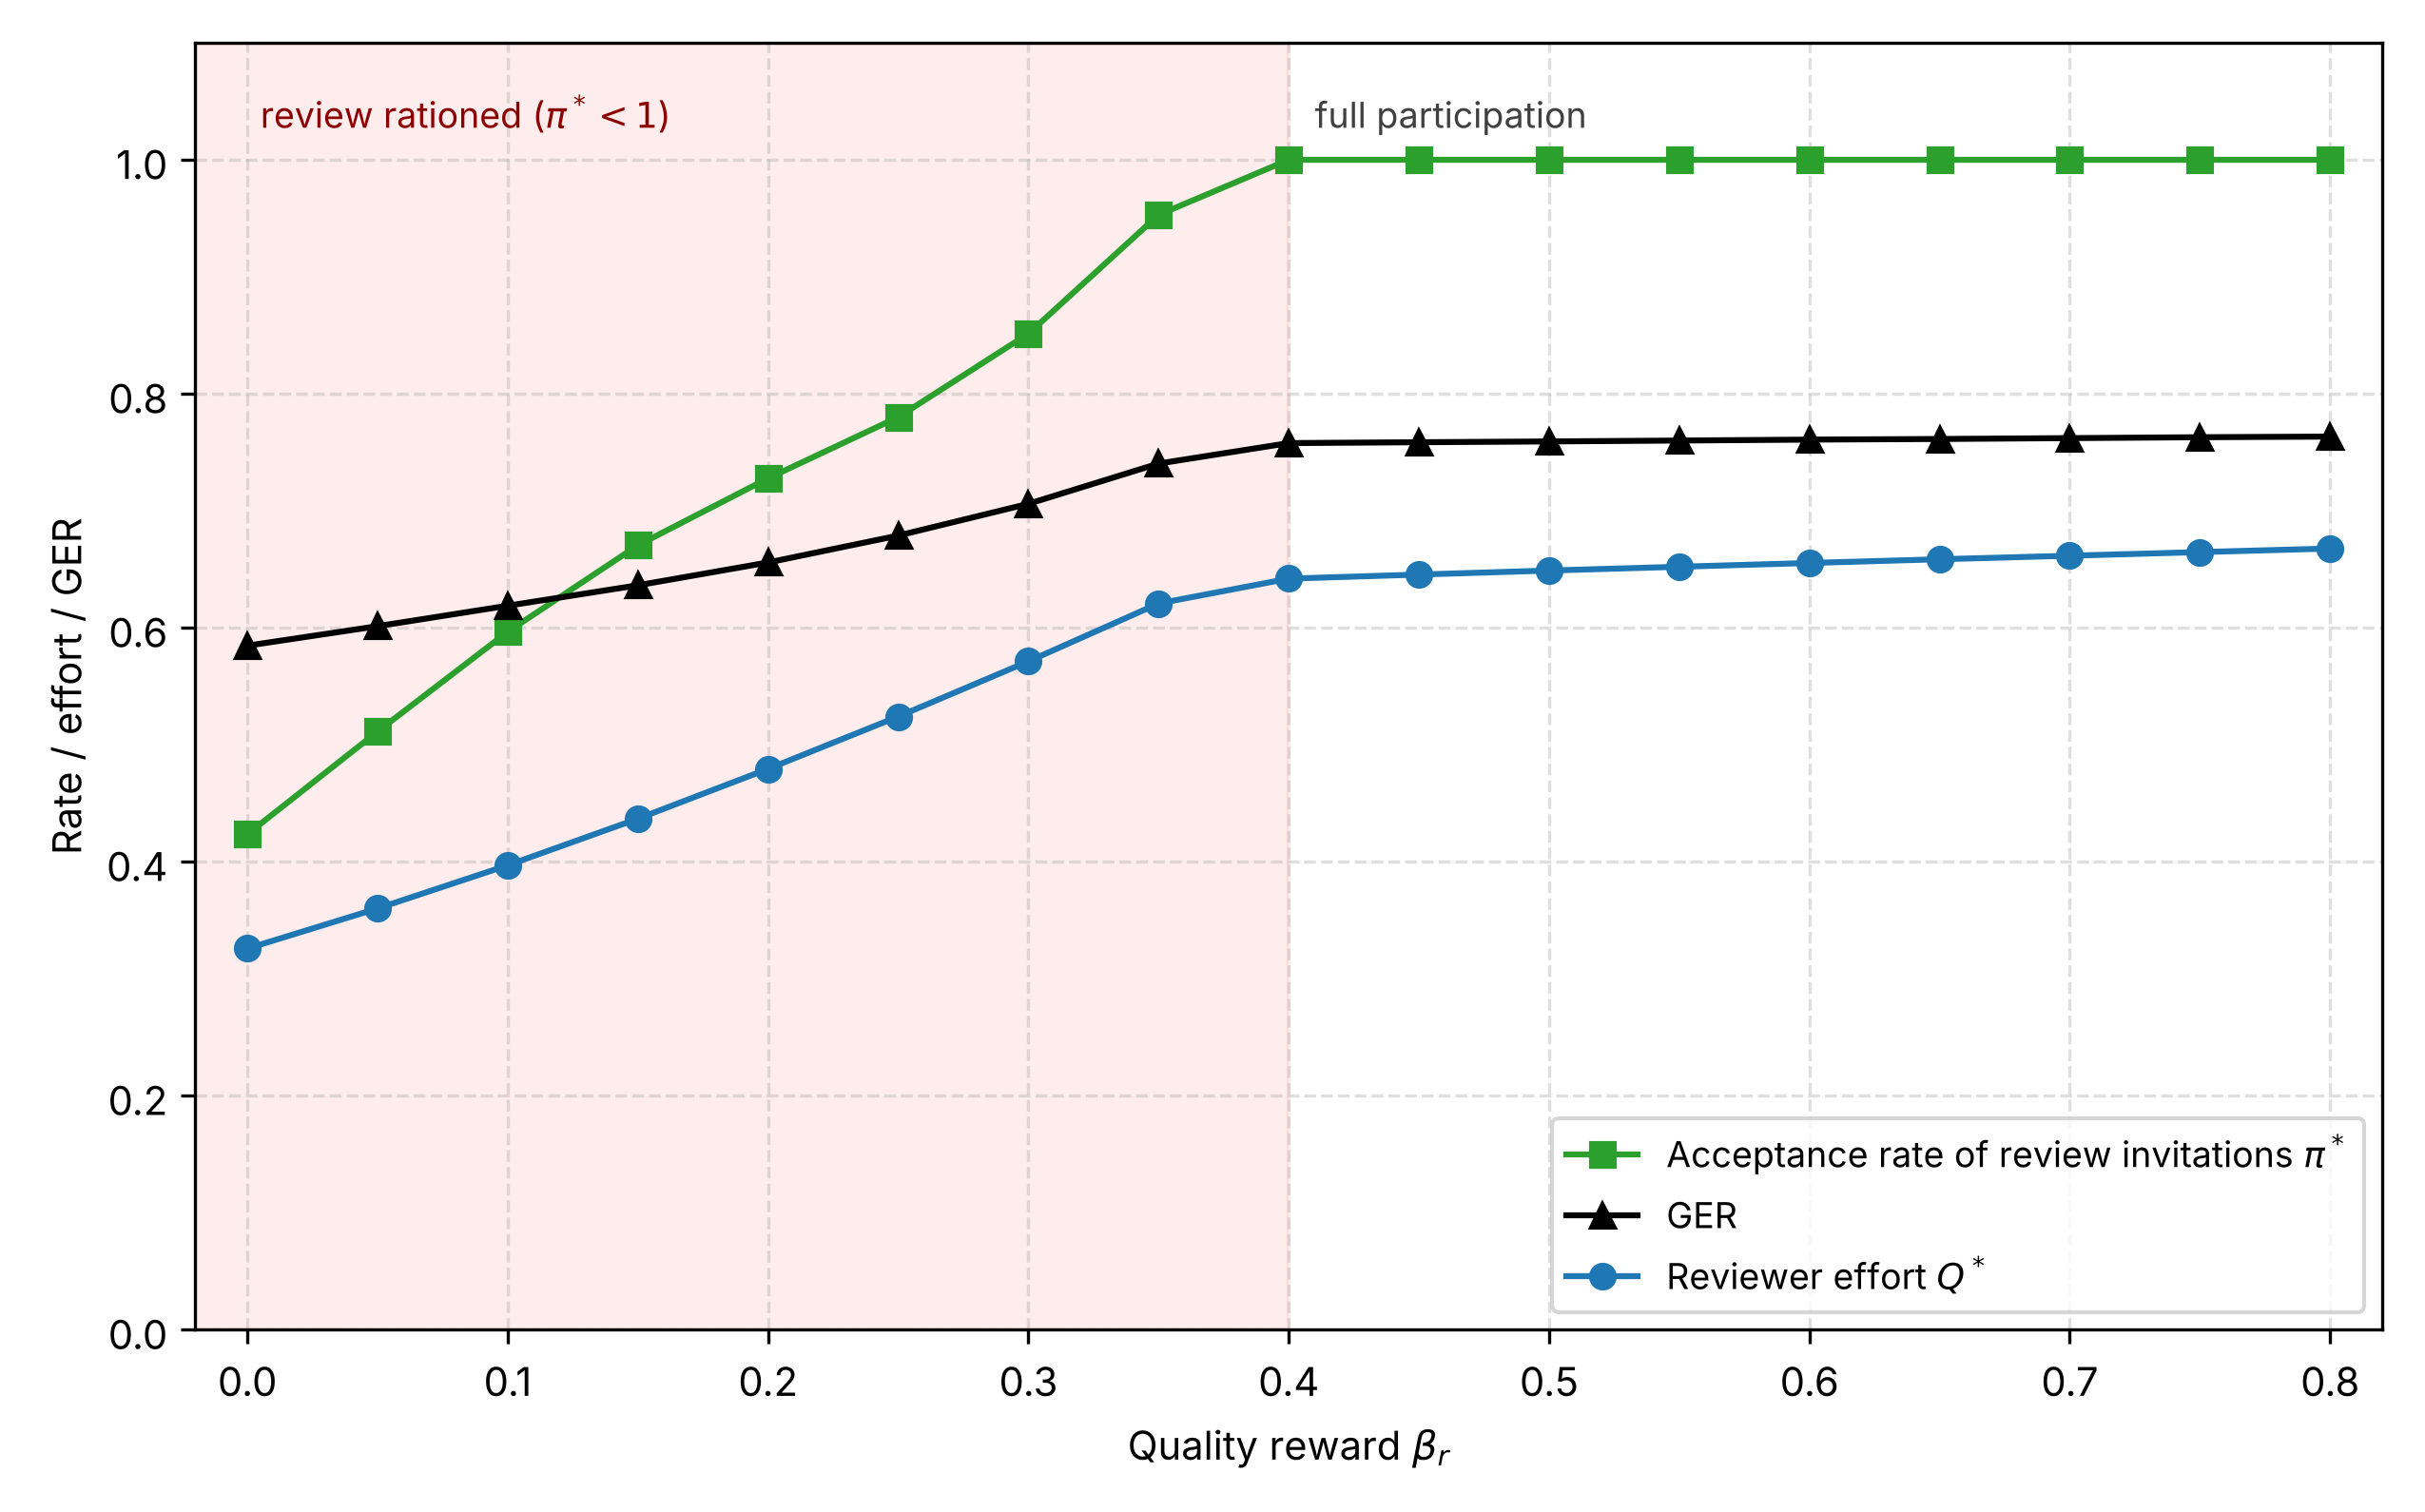 review rationed (π* < 1)
full participation
1.0
0.8
0.6
0.4
0.2
0.0
Rate / effort / GER
Acceptance rate of review invitations π*
GER
Reviewer effort Q*
0.0 0.1 0.2 0.3 0.4 0.5 0.6 0.7 0.8
Quality reward βr